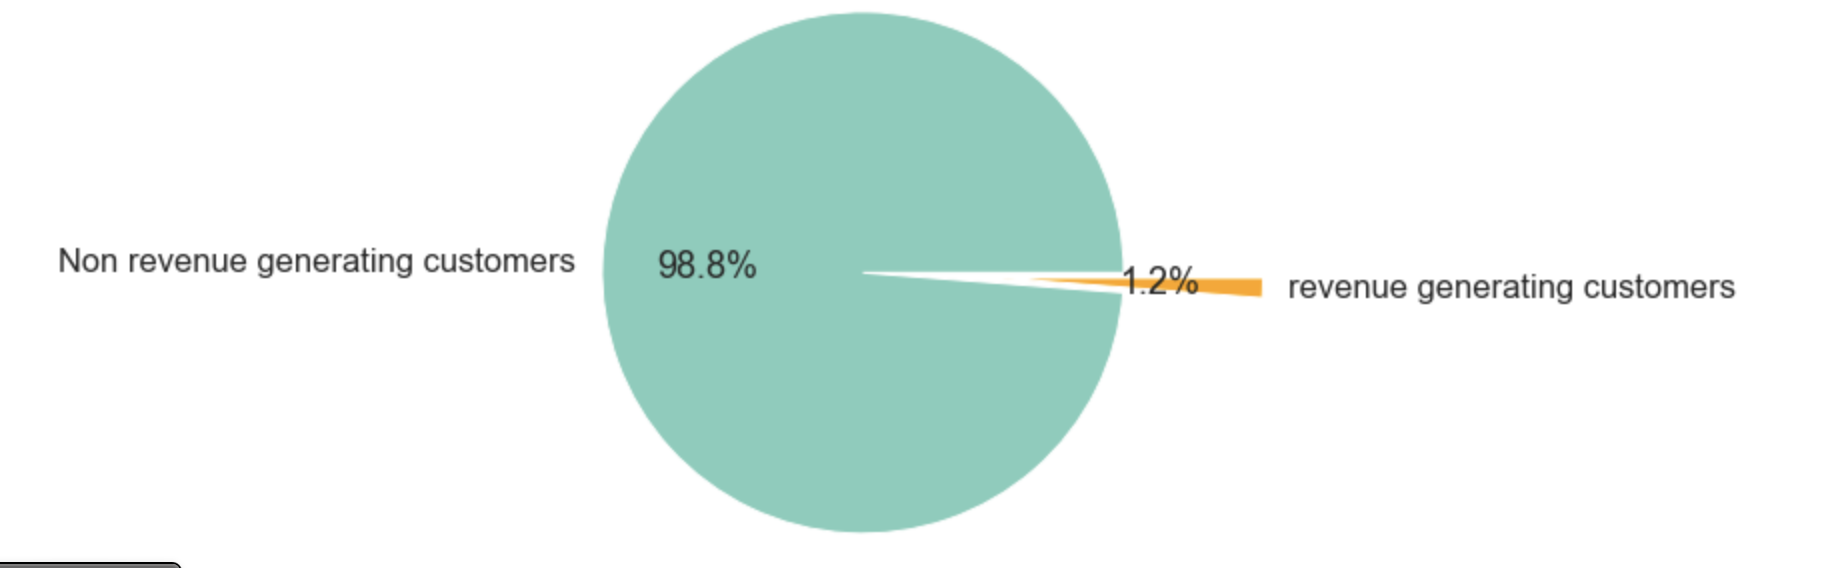 Non revenue generating customers
98.8%
1.2%
revenue generating customers